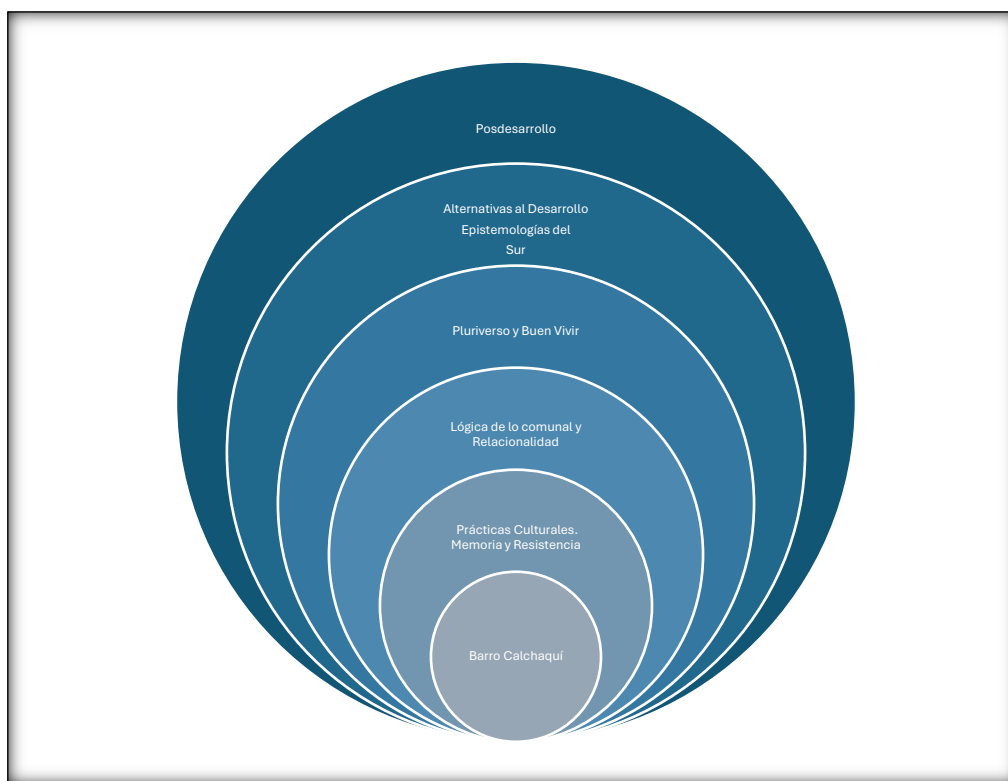 Posdesarrollo
Alternativas al Desarrollo
Epistemologías del
Sur
Pluriverso y Buen Vivir
Lógica de lo comunal y
Relacionalidad
Prácticas Culturales.
Memoria y Resistencia
Barro Calchaquí